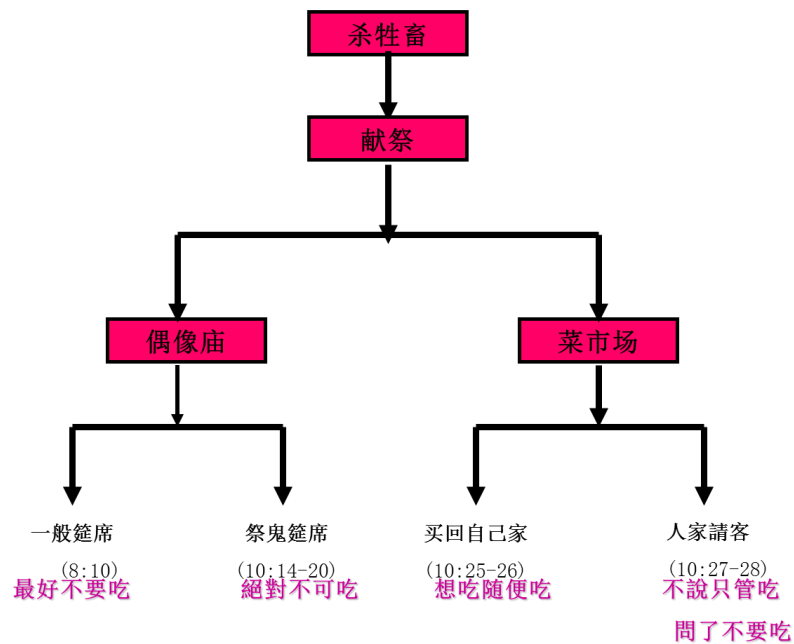 杀牲畜
献祭
偶像庙
菜市场
一般筵席
祭鬼筵席
买回自己家
人家請客
(8:10)
(10:14-20)
(10:25-26)
(10:27-28)
最好不要吃
絕對不可吃
想吃随便吃
不說只管吃
問了不要吃